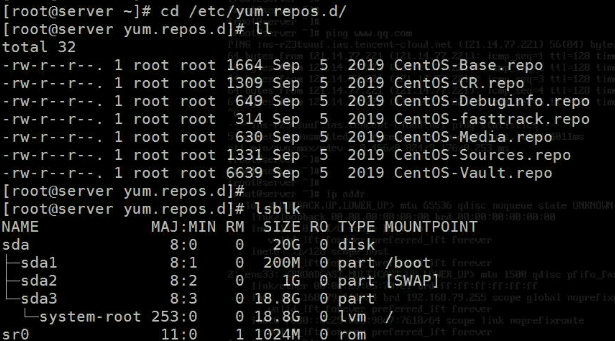 [root@server ~]# cd /etc/yum.repos.d/
[root@server yum.repos.d]# ll
total 32
-rw-r--r--. 1 root root 1664 Sep  5  2019 CentOS-Base.repo
-rw-r--r--. 1 root root 1309 Sep  5  2019 CentOS-CR.repo
-rw-r--r--. 1 root root  649 Sep  5  2019 CentOS-Debuginfo.repo
-rw-r--r--. 1 root root  314 Sep  5  2019 CentOS-fasttrack.repo
-rw-r--r--. 1 root root  630 Sep  5  2019 CentOS-Media.repo
-rw-r--r--. 1 root root 1331 Sep  5  2019 CentOS-Sources.repo
-rw-r--r--. 1 root root 6639 Sep  5  2019 CentOS-Vault.repo
[root@server yum.repos.d]#
[root@server yum.repos.d]# lsblk
NAME            MAJ:MIN RM  SIZE RO TYPE MOUNTPOINT
sda               8:0    0   20G  0 disk
├─sda1            8:1    0  200M  0 part /boot
├─sda2            8:2    0    1G  0 part [SWAP]
└─sda3            8:3    0 18.8G  0 part
  └─system-root 253:0    0 18.8G  0 lvm  /
sr0              11:0    1 1024M  0 rom